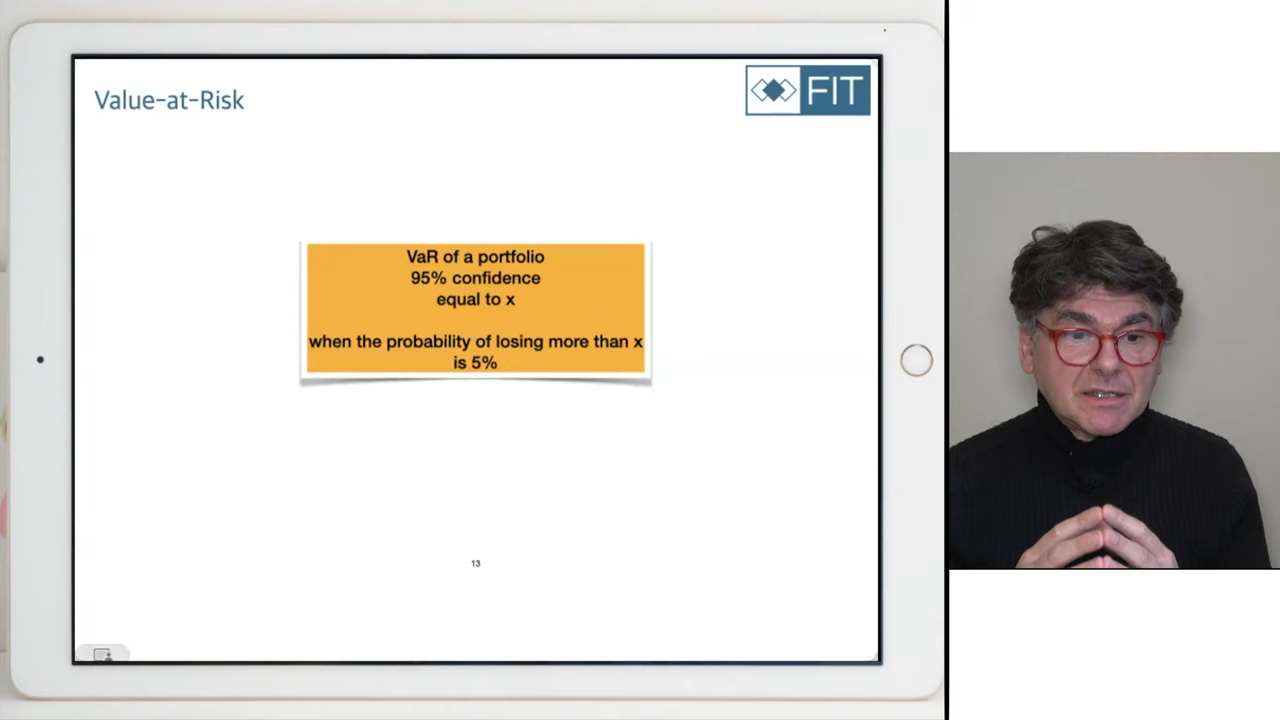 Value-at-Risk
FIT
VaR of a portfolio
95% confidence
equal to x
when the probability of losing more than x
is 5%
13